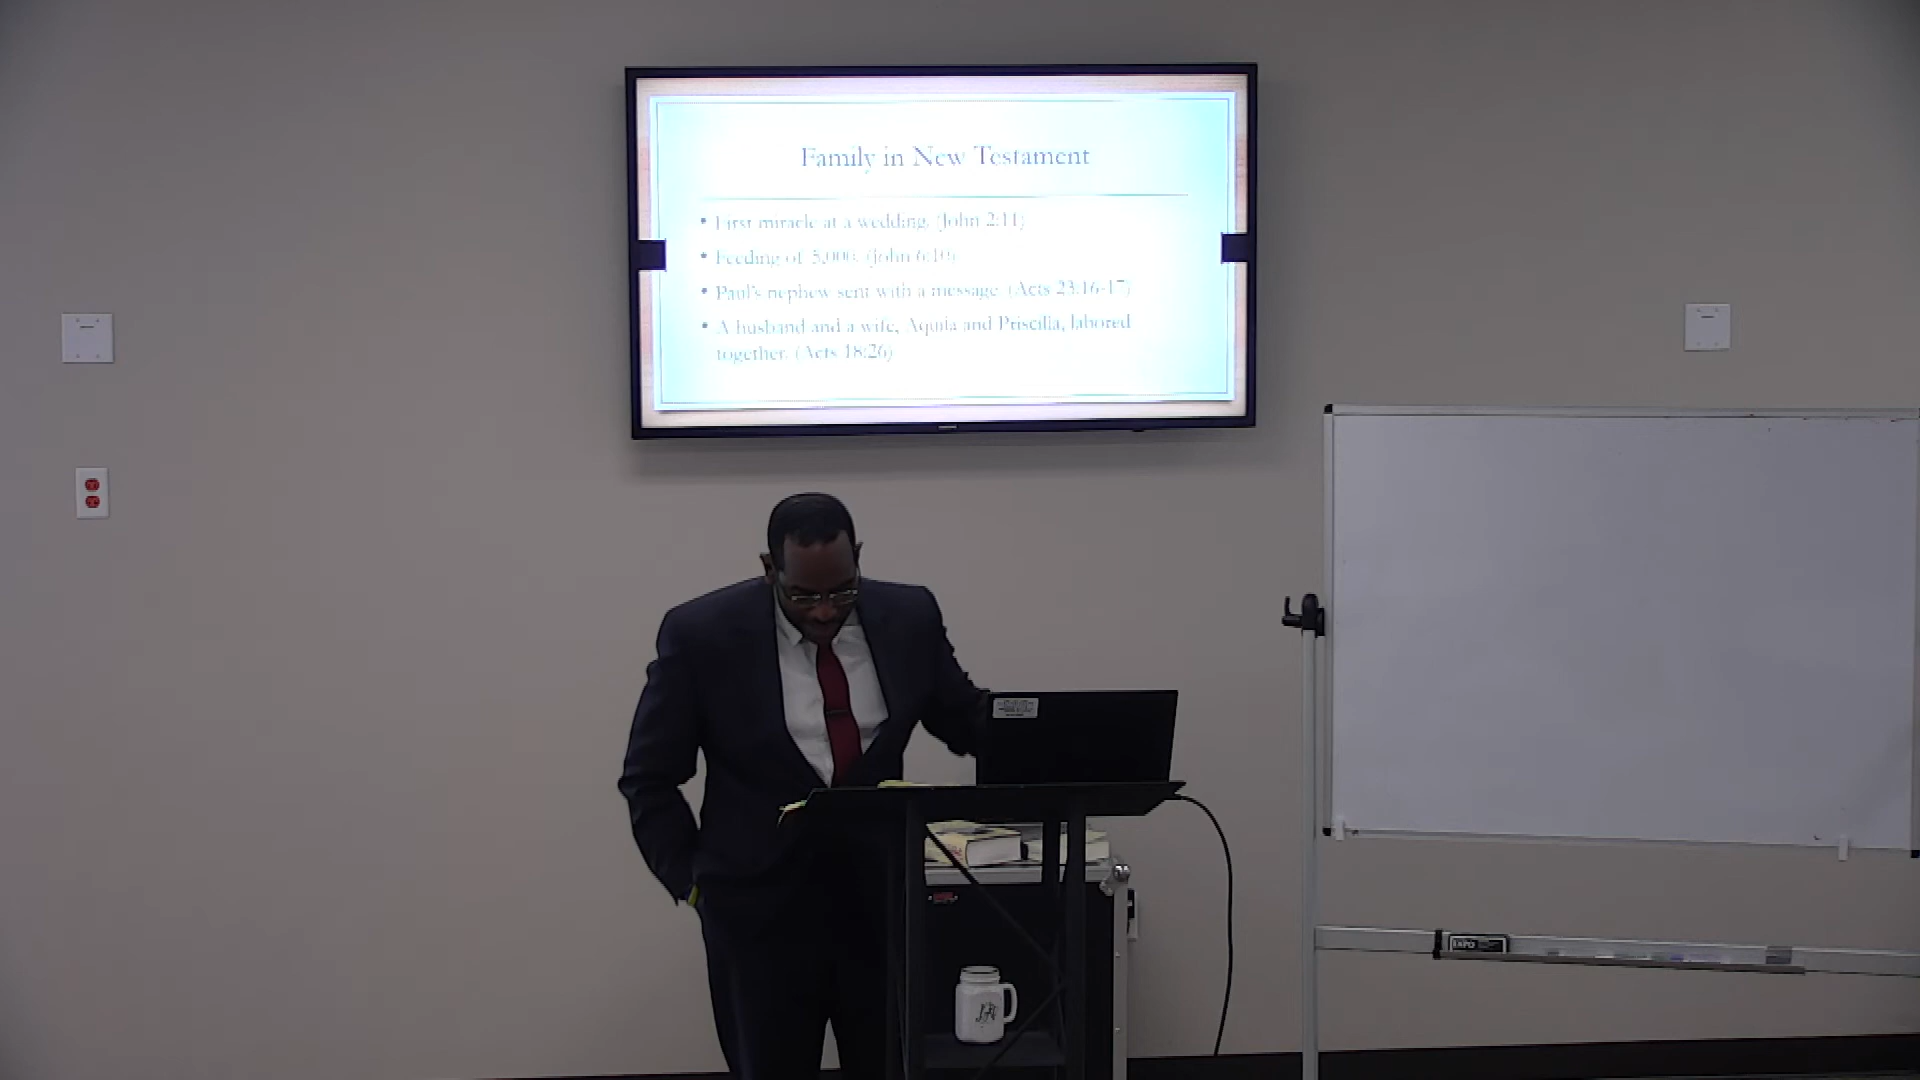 Family in New Testament
• First miracle at a wedding. (John 2:11)
• Feeding of 5,000. (john 6:10)
• Paul's nephew sent with a message. (Acts 23:16-17)
• A husband and a wife, Aquila and Priscilla, labored
together. (Acts 18:26)
EXPO